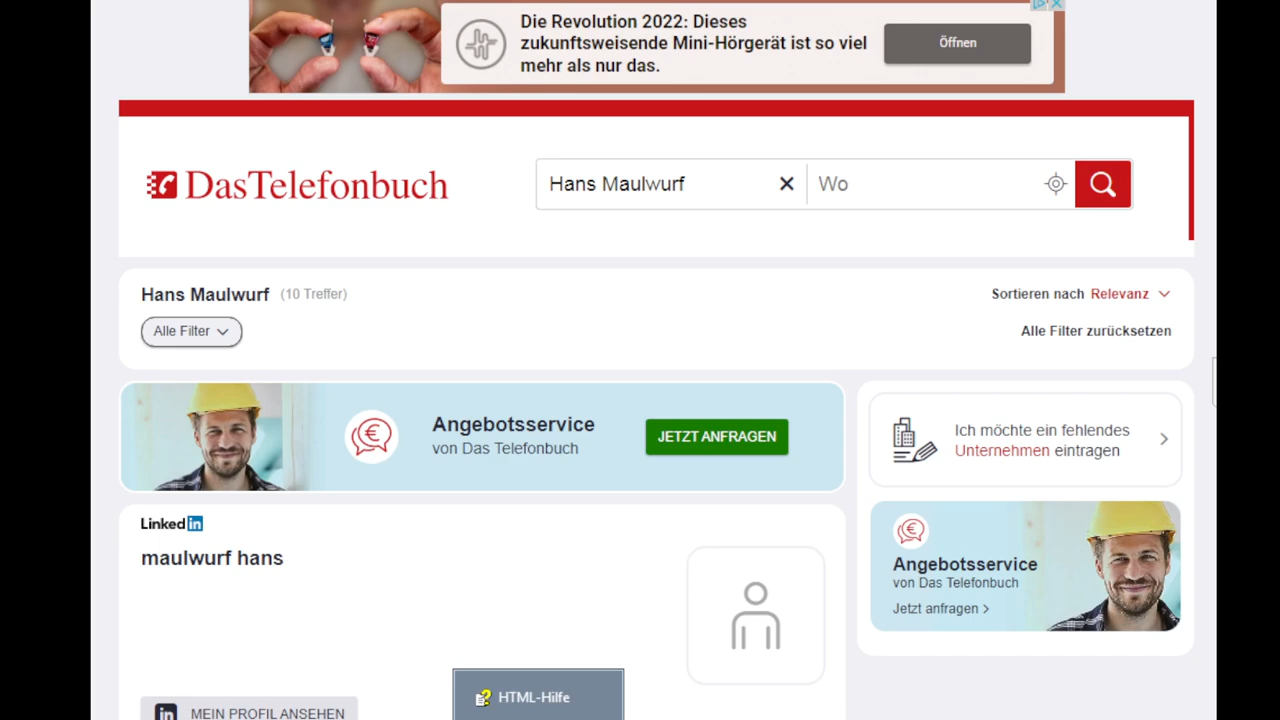 Die Revolution 2022: Dieses
zukunftsweisende Mini-Hörgerät ist so viel
mehr als nur das.
Öffnen
DasTelefonbuch
Hans Maulwurf
Wo
Hans Maulwurf (10 Treffer)
Sortieren nach Relevanz
Alle Filter
Alle Filter zurücksetzen
Angebotsservice
von Das Telefonbuch
JETZT ANFRAGEN
Ich möchte ein fehlendes
Unternehmen eintragen
Linked in
maulwurf hans
Angebotsservice
von Das Telefonbuch
Jetzt anfragen >
HTML-Hilfe
in MEIN PROFIL ANSEHEN